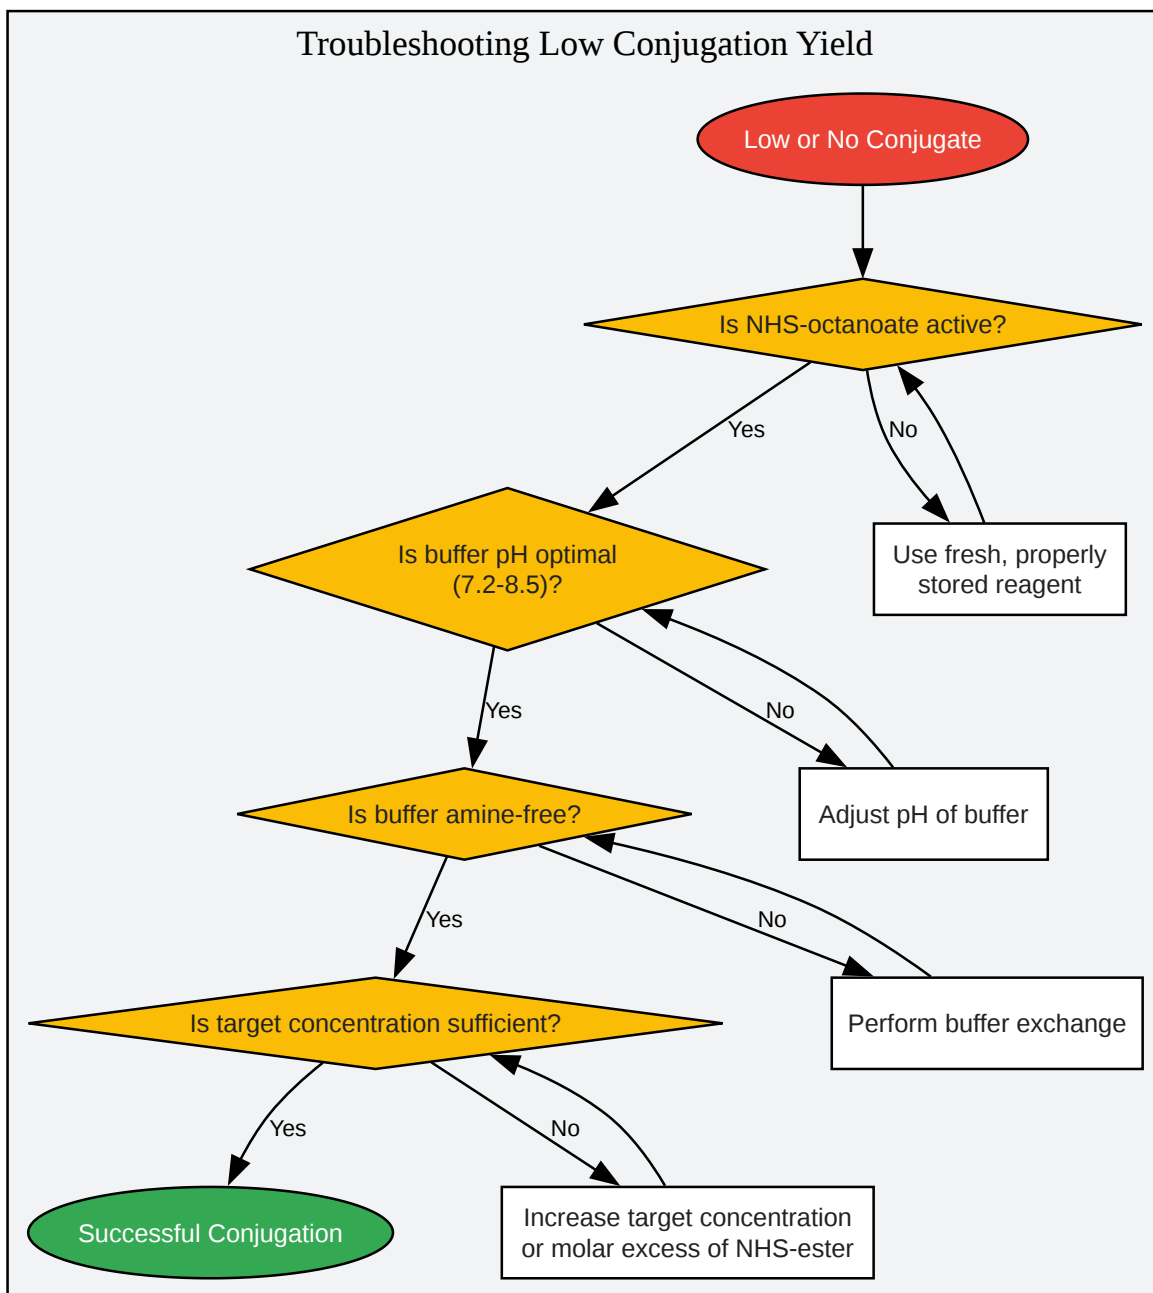 Troubleshooting Low Conjugation Yield
Low or No Conjugate
Is NHS-octanoate active?
Yes
No
Use fresh, properly
stored reagent
Is buffer pH optimal
(7.2-8.5)?
Yes
No
Adjust pH of buffer
Is buffer amine-free?
Yes
No
Perform buffer exchange
Is target concentration sufficient?
Yes
No
Successful Conjugation
Increase target concentration
or molar excess of NHS-ester